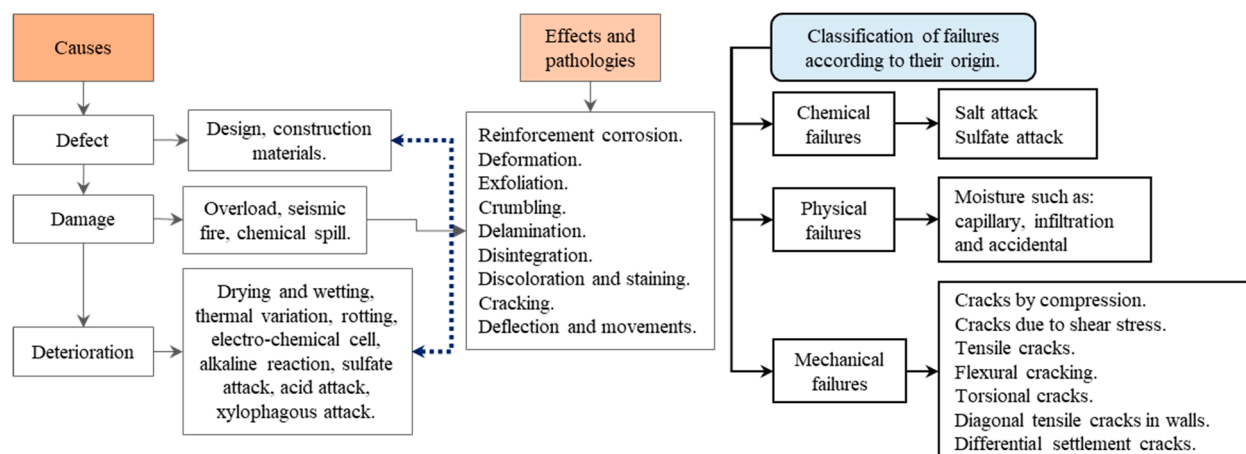 Causes
Defect
Design, construction
materials.
Damage
Overload, seismic
fire, chemical spill.
Deterioration
Drying and wetting,
thermal variation, rotting,
electro-chemical cell,
alkaline reaction, sulfate
attack, acid attack,
xylophagous attack.
Effects and
pathologies
Reinforcement corrosion.
Deformation.
Exfoliation.
Crumbling.
Delamination.
Disintegration.
Discoloration and staining.
Cracking.
Deflection and movements.
Classification of failures
according to their origin.
Chemical
failures
Salt attack
Sulfate attack
Physical
failures
Moisture such as:
capillary, infiltration
and accidental
Mechanical
failures
Cracks by compression.
Cracks due to shear stress.
Tensile cracks.
Flexural cracking.
Torsional cracks.
Diagonal tensile cracks in walls.
Differential settlement cracks.